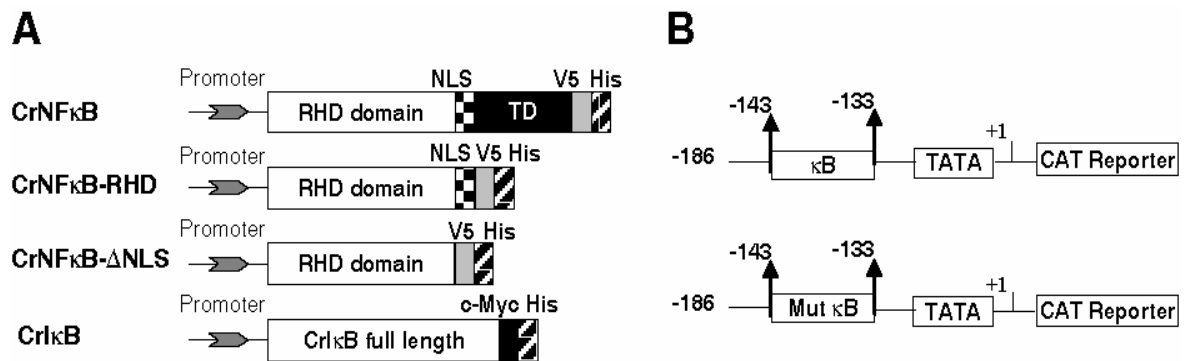 A
Promoter NLS V5 His
CrNFκB RHD domain TD
Promoter NLS V5 His
CrNFκB-RHD RHD domain
Promoter V5 His
CrNFκB-ΔNLS RHD domain
Promoter c-Myc His
CrIκB CrIκB full length
B
-143 -133
-186 κB TATA +1 CAT Reporter
-143 -133
-186 Mut κB TATA +1 CAT Reporter